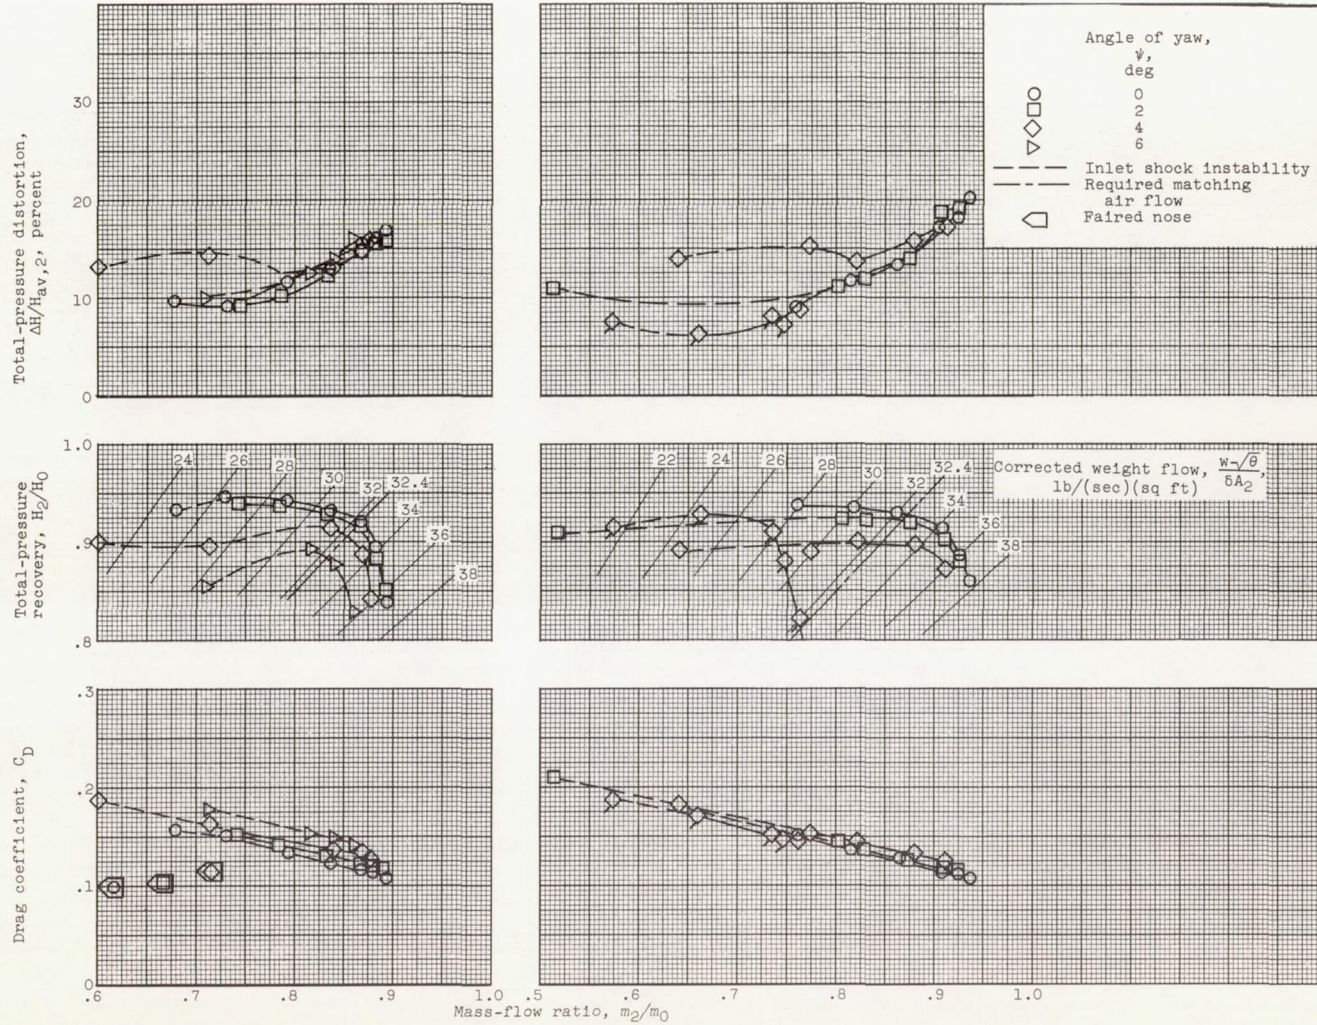 Total-pressure distortion,
ΔH/Hav,2, percent
30
20
10
0
Angle of yaw,
ψ,
deg
0
2
4
6
Inlet shock instability
Required matching
air flow
Faired nose
Total-pressure
recovery, H2/H0
1.0
.9
.8
24
26
28
30
32
32.4
34
36
38
22
24
26
28
30
32
32.4
34
36
38
Corrected weight flow, w√θ/δA2,
lb/(sec)(sq ft)
Drag coefficient, CD
.3
.2
.1
0
.6 .7 .8 .9 1.0
.5 .6 .7 .8 .9 1.0
Mass-flow ratio, m2/m0